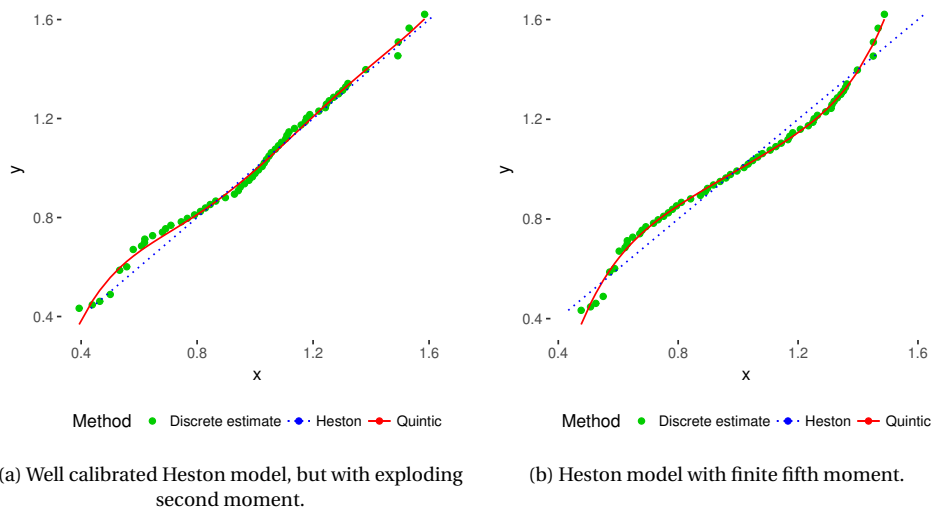 1.6
1.2
0.8
0.4
y
0.4
0.8
1.2
1.6
x
Method Discrete estimate Heston Quintic
(a) Well calibrated Heston model, but with exploding
second moment.
1.6
1.2
0.8
0.4
y
0.4
0.8
1.2
1.6
x
Method Discrete estimate Heston Quintic
(b) Heston model with finite fifth moment.